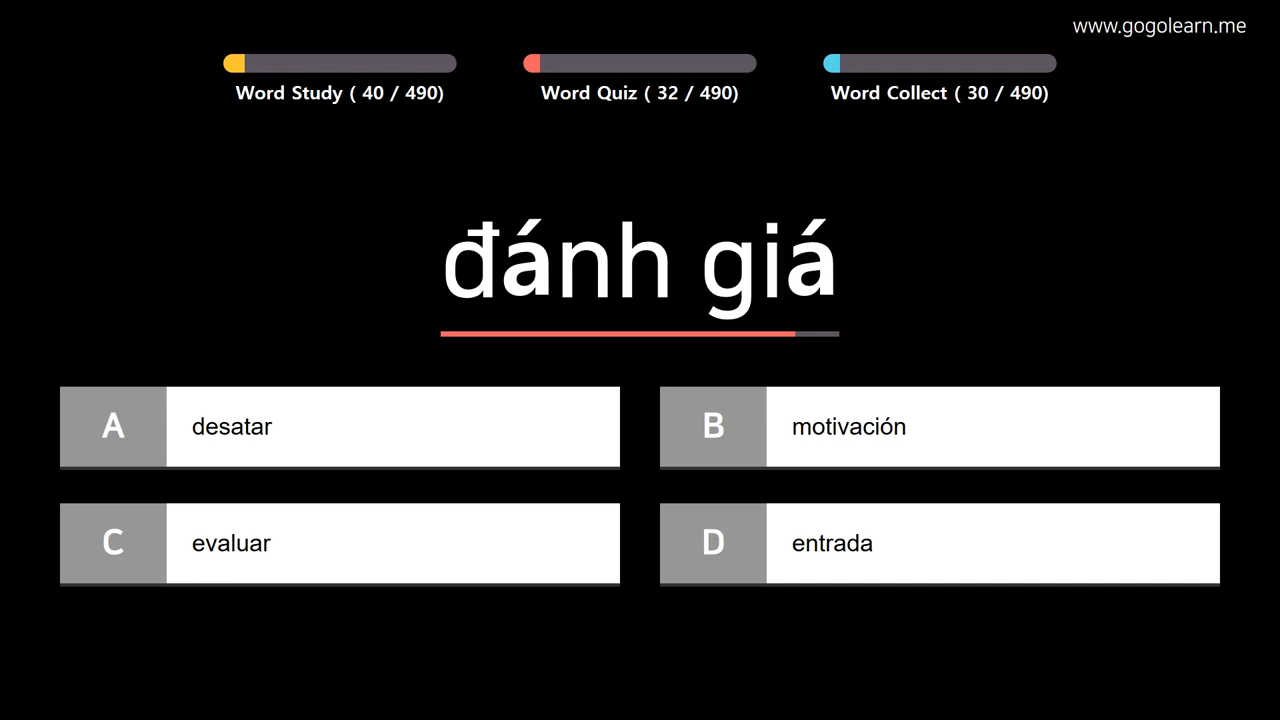 www.gogolearn.me
Word Study ( 40 / 490)
Word Quiz ( 32 / 490)
Word Collect ( 30 / 490)
đánh giá
A desatar
B motivación
C evaluar
D entrada